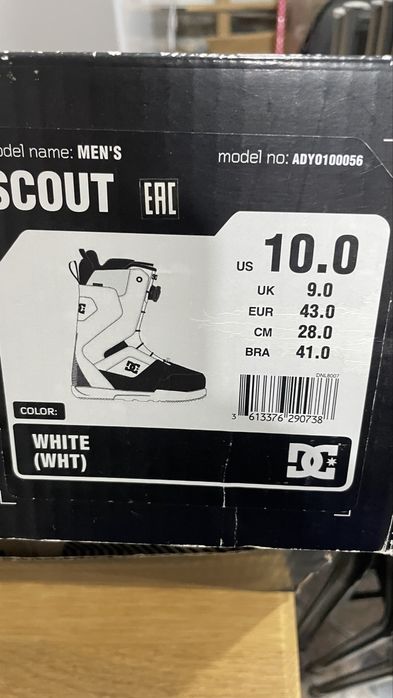 odel name: MEN'S
SCOUT
EAC
model no: ADYO100056
US 10.0
UK 9.0
EUR 43.0
CM 28.0
BRA 41.0
DNL8007
3 613376 290738
COLOR:
WHITE
(WHT)
DC